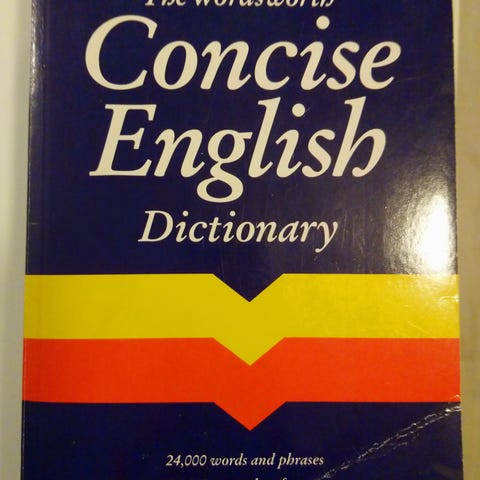 The Wordsworth
Concise
English
Dictionary
24,000 words and phrases